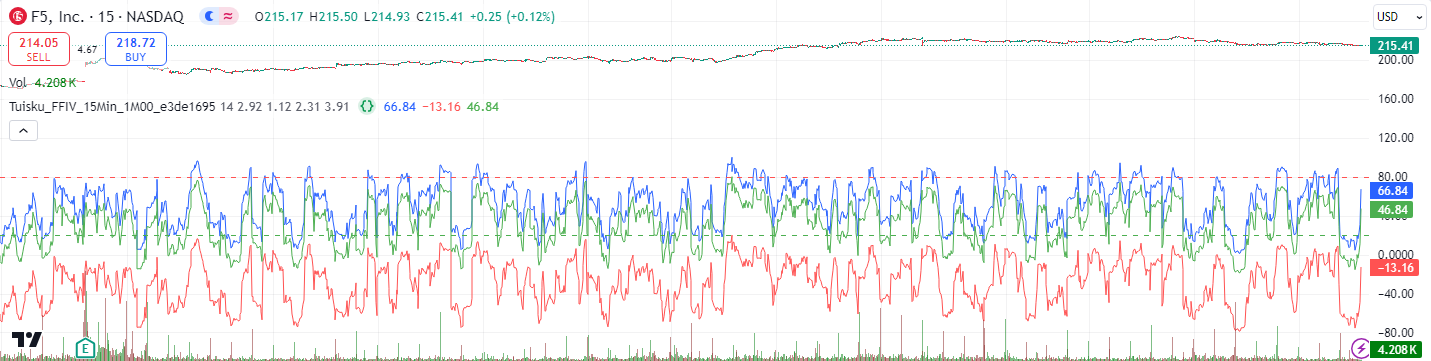 F5, Inc. · 15 · NASDAQ O215.17 H215.50 L214.93 C215.41 +0.25 (+0.12%)
USD
214.05
SELL
4.67
218.72
BUY
Vol 4.208 K
Tuisku_FFIV_15Min_1M00_e3de1695 14 2.92 1.12 2.31 3.91 {} 66.84 −13.16 46.84
215.41
200.00
160.00
120.00
80.00
66.84
46.84
0.0000
−13.16
−40.00
−80.00
4.208 K
E